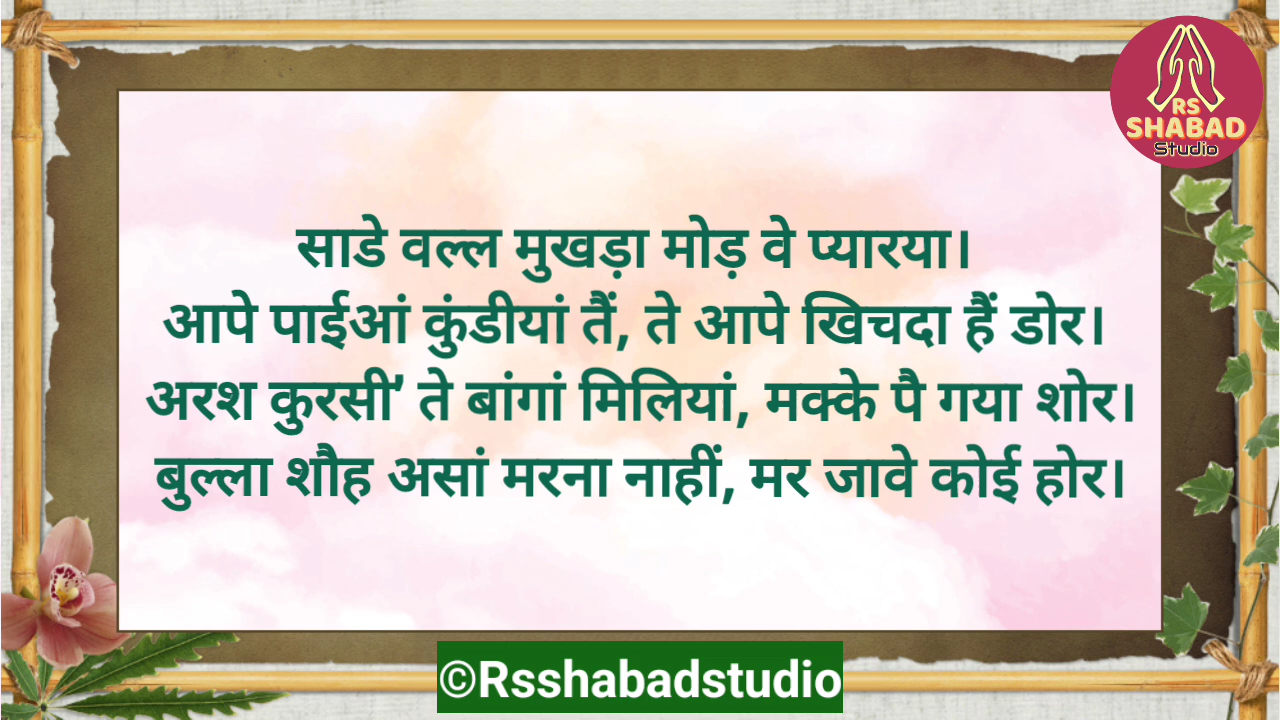 RS
SHABAD
Studio
साडे वल्ल मुखड़ा मोड़ वे प्यारया।
आपे पाईआं कुंडीयां तैं, ते आपे खिचदा हैं डोर।
अरश कुरसी' ते बांगां मिलियां, मक्के पै गया शोर।
बुल्ला शौह असां मरना नाहीं, मर जावे कोई होर।
©Rsshabadstudio